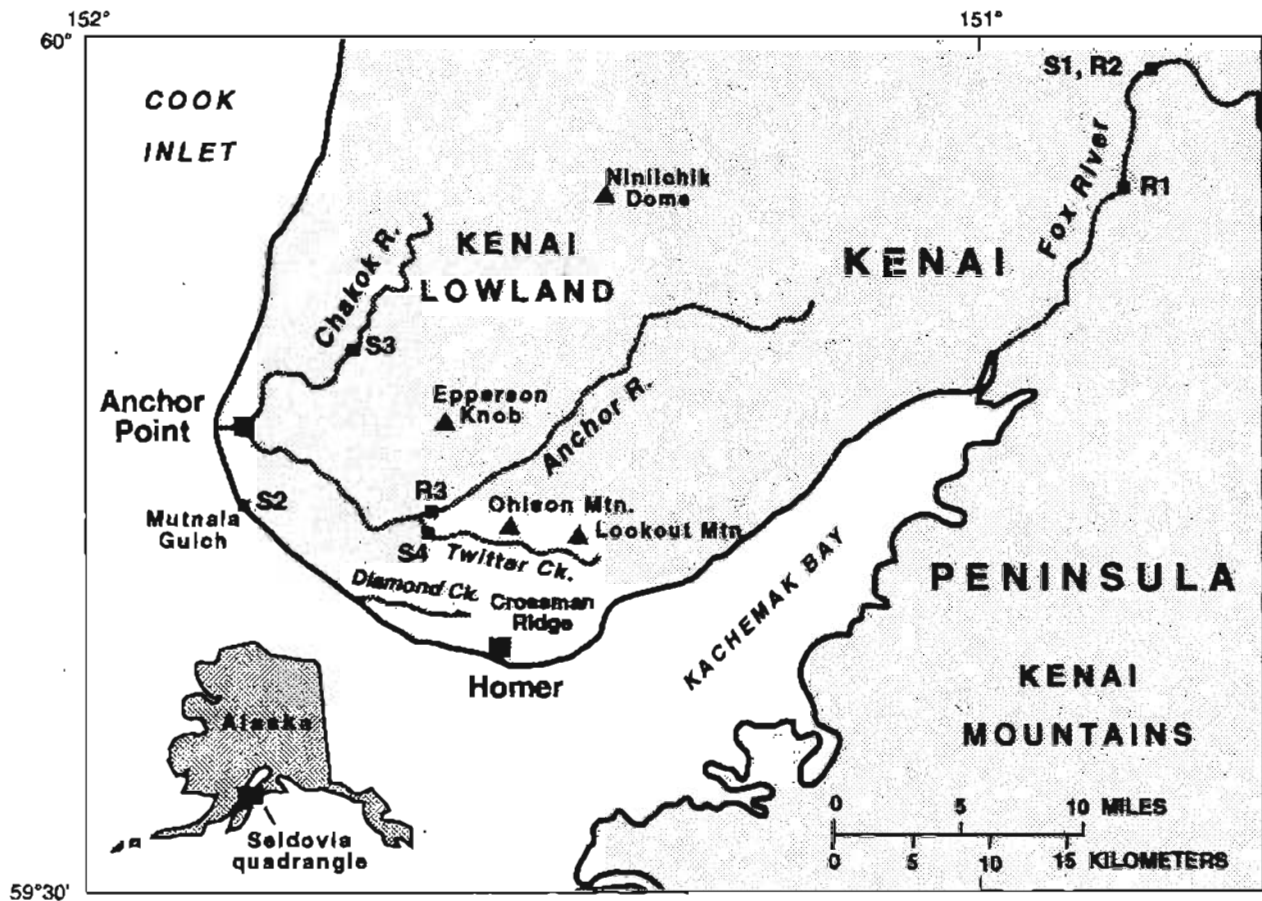 152°
151°
60°
COOK
INLET
S1, R2
Fox River
R1
Ninilchik
Dome
Chakok R.
KENAI
LOWLAND
KENAI
S3
Anchor
Point
Epperson
Knob
Anchor R.
S2
Mutnala
Gulch
R3
Ohlson Mtn.
Lookout Mtn
S4
Twitter Ck.
Diamond Ck.
Crossman
Ridge
Homer
KACHEMAK BAY
PENINSULA
KENAI
MOUNTAINS
Alaska
Seldovia
quadrangle
0 5 10 MILES
0 5 10 15 KILOMETERS
59°30'